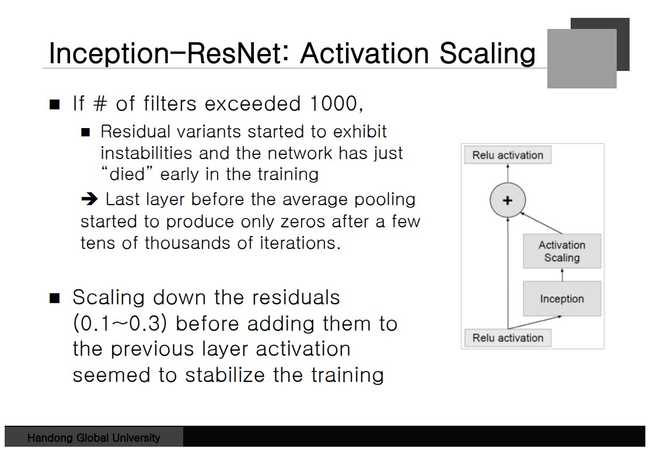 Inception-ResNet: Activation Scaling
■ If # of filters exceeded 1000,
■ Residual variants started to exhibit
instabilities and the network has just
“died” early in the training
➔ Last layer before the average pooling
started to produce only zeros after a few
tens of thousands of iterations.
■ Scaling down the residuals
(0.1~0.3) before adding them to
the previous layer activation
seemed to stabilize the training
Relu activation
+
Activation
Scaling
Inception
Relu activation
Handong Global University